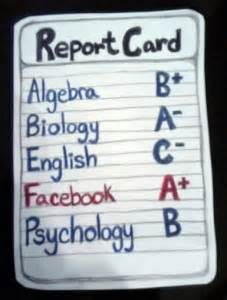 Report Card
Algebra B+
Biology A-
English C-
Facebook A+
Psychology B